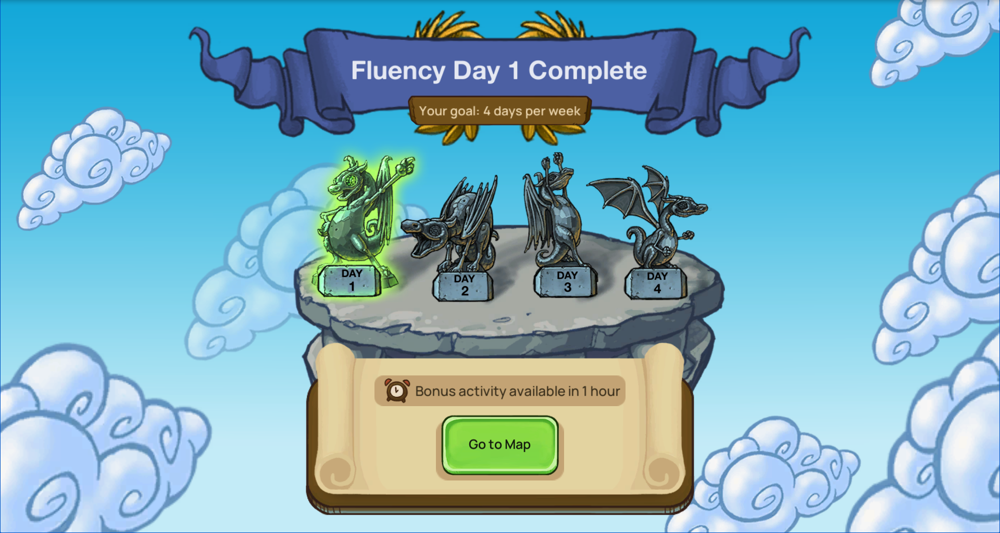 Fluency Day 1 Complete
Your goal: 4 days per week
DAY
1
DAY
2
DAY
3
DAY
4
Bonus activity available in 1 hour
Go to Map